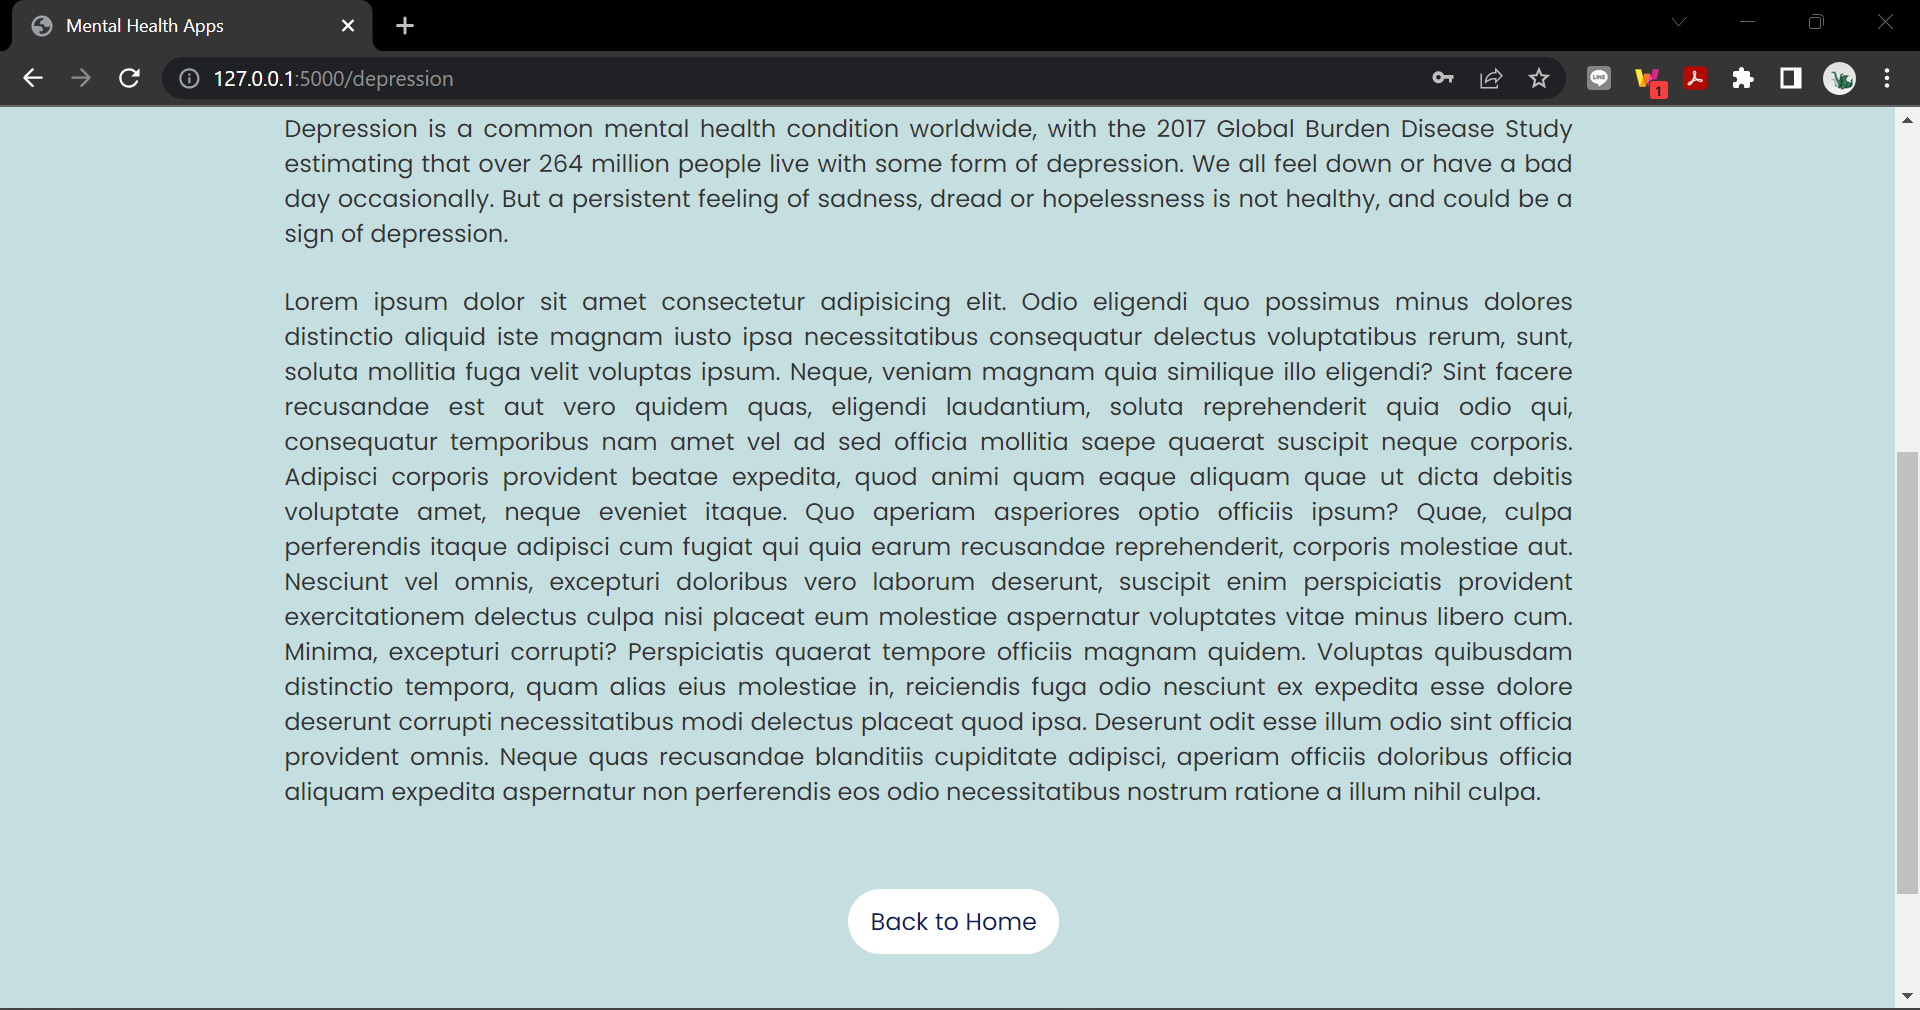 Mental Health Apps
127.0.0.1:5000/depression
LINE
1
Depression is a common mental health condition worldwide, with the 2017 Global Burden Disease Study
estimating that over 264 million people live with some form of depression. We all feel down or have a bad
day occasionally. But a persistent feeling of sadness, dread or hopelessness is not healthy, and could be a
sign of depression.
Lorem ipsum dolor sit amet consectetur adipisicing elit. Odio eligendi quo possimus minus dolores
distinctio aliquid iste magnam iusto ipsa necessitatibus consequatur delectus voluptatibus rerum, sunt,
soluta mollitia fuga velit voluptas ipsum. Neque, veniam magnam quia similique illo eligendi? Sint facere
recusandae est aut vero quidem quas, eligendi laudantium, soluta reprehenderit quia odio qui,
consequatur temporibus nam amet vel ad sed officia mollitia saepe quaerat suscipit neque corporis.
Adipisci corporis provident beatae expedita, quod animi quam eaque aliquam quae ut dicta debitis
voluptate amet, neque eveniet itaque. Quo aperiam asperiores optio officiis ipsum? Quae, culpa
perferendis itaque adipisci cum fugiat qui quia earum recusandae reprehenderit, corporis molestiae aut.
Nesciunt vel omnis, excepturi doloribus vero laborum deserunt, suscipit enim perspiciatis provident
exercitationem delectus culpa nisi placeat eum molestiae aspernatur voluptates vitae minus libero cum.
Minima, excepturi corrupti? Perspiciatis quaerat tempore officiis magnam quidem. Voluptas quibusdam
distinctio tempora, quam alias eius molestiae in, reiciendis fuga odio nesciunt ex expedita esse dolore
deserunt corrupti necessitatibus modi delectus placeat quod ipsa. Deserunt odit esse illum odio sint officia
provident omnis. Neque quas recusandae blanditiis cupiditate adipisci, aperiam officiis doloribus officia
aliquam expedita aspernatur non perferendis eos odio necessitatibus nostrum ratione a illum nihil culpa.
Back to Home